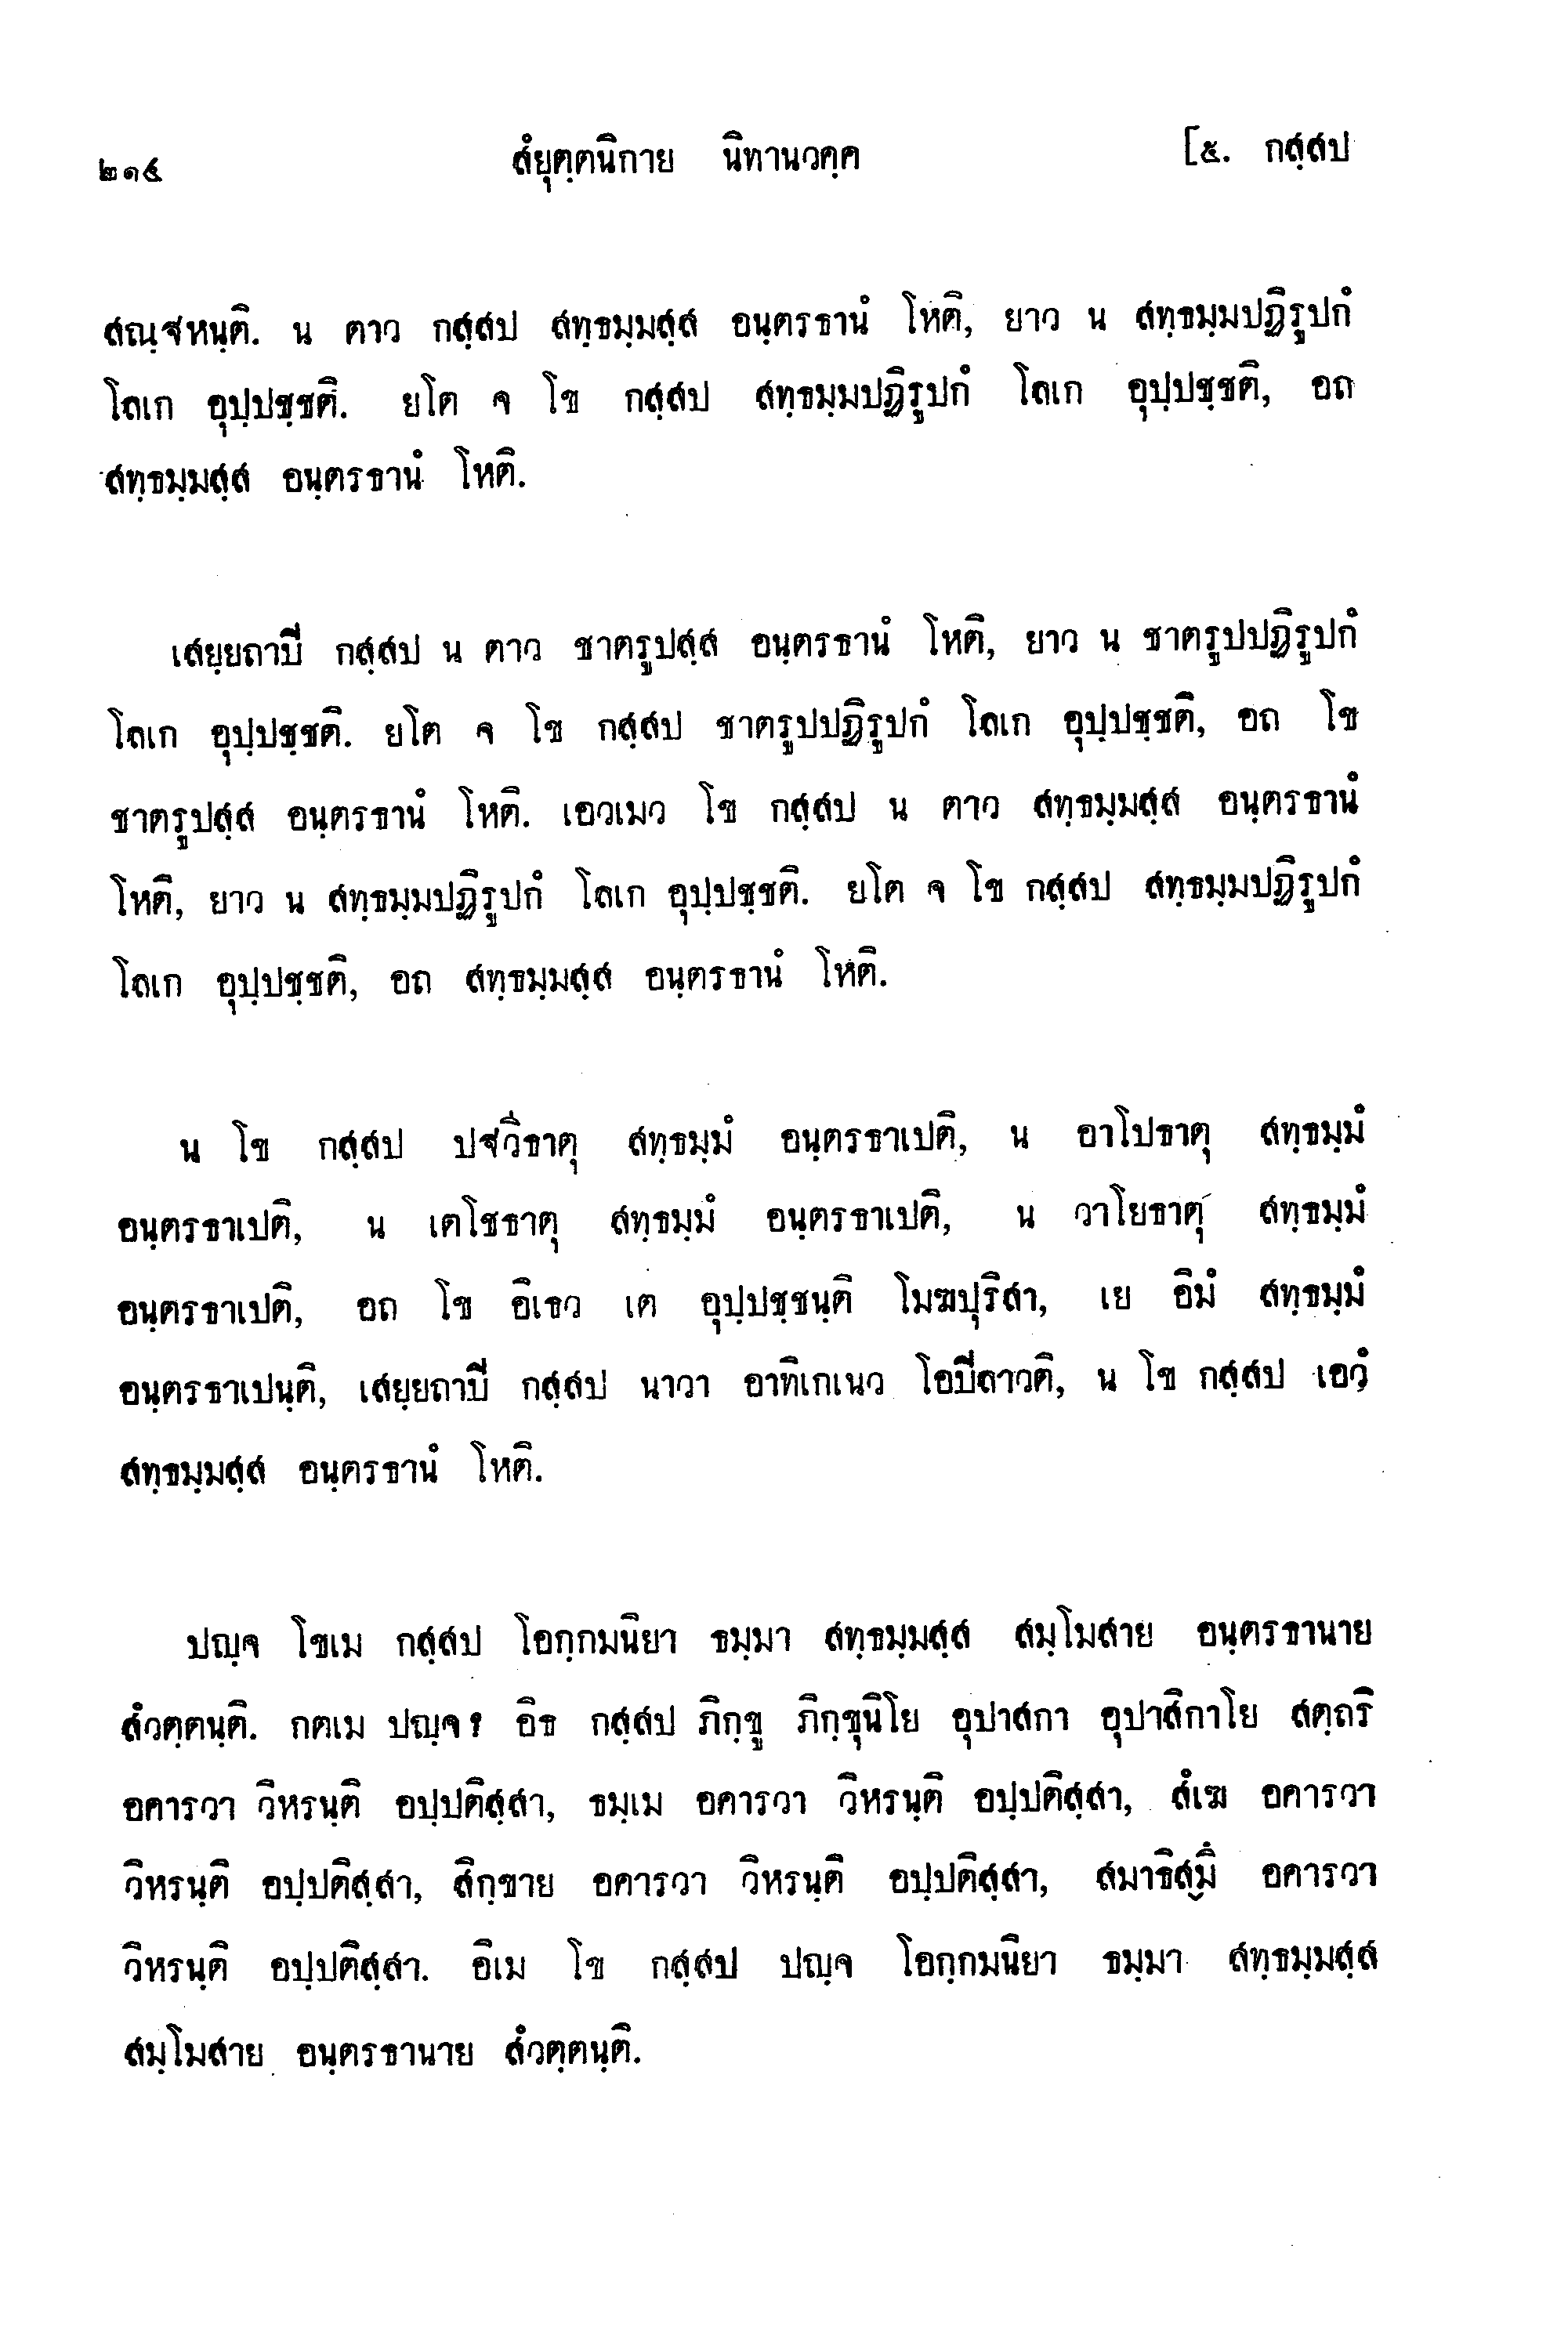 ๒๑๔ สํยุตฺตนิกาย นิทานวคฺค [๕. กสฺสป
สณฺฐหนฺติ. น ตาว กสฺสป สทฺธมฺมสฺส อนฺตรธานํ โหติ, ยาว น สทฺธมฺมปฏิรูปกํ
โลเก อุปฺปชฺชติ. ยโต จ โข กสฺสป สทฺธมฺมปฏิรูปกํ โลเก อุปฺปชฺชติ, อถ
สทฺธมฺมสฺส อนฺตรธานํ โหติ.
เสยฺยถาปี กสฺสป น ตาว ชาตรูปสฺส อนฺตรธานํ โหติ, ยาว น ชาตรูปปฏิรูปกํ
โลเก อุปฺปชฺชติ. ยโต จ โข กสฺสป ชาตรูปปฏิรูปกํ โลเก อุปฺปชฺชติ, อถ โข
ชาตรูปสฺส อนฺตรธานํ โหติ. เอวเมว โข กสฺสป น ตาว สทฺธมฺมสฺส อนฺตรธานํ
โหติ, ยาว น สทฺธมฺมปฏิรูปกํ โลเก อุปฺปชฺชติ. ยโต จ โข กสฺสป สทฺธมฺมปฏิรูปกํ
โลเก อุปฺปชฺชติ, อถ สทฺธมฺมสฺส อนฺตรธานํ โหติ.
น โข กสฺสป ปฐวีธาตุ สทฺธมฺมํ อนฺตรธาเปติ, น อาโปธาตุ สทฺธมฺมํ
อนฺตรธาเปติ, น เตโชธาตุ สทฺธมฺมํ อนฺตรธาเปติ, น วาโยธาตุ สทฺธมฺมํ
อนฺตรธาเปติ, อถ โข อิเธว เต อุปฺปชฺชนฺติ โมฆปุริสา, เย อิมํ สทฺธมฺมํ
อนฺตรธาเปนฺติ, เสยฺยถาปี กสฺสป นาวา อาทิเกเนว โอปีลาวติ, น โข กสฺสป เอวํ
สทฺธมฺมสฺส อนฺตรธานํ โหติ.
ปญฺจ โขเม กสฺสป โอกฺกมนิยา ธมฺมา สทฺธมฺมสฺส สมฺโมสาย อนฺตรธานาย
สํวตฺตนฺติ. กตเม ปญฺจ? อิธ กสฺสป ภิกฺขู ภิกฺขุนิโย อุปาสกา อุปาสิกาโย สตฺถริ
อคารวา วิหรนฺติ อปฺปติสฺสา, ธมฺเม อคารวา วิหรนฺติ อปฺปติสฺสา, สํเฆ อคารวา
วิหรนฺติ อปฺปติสฺสา, สิกฺขาย อคารวา วิหรนฺติ อปฺปติสฺสา, สมาธิสฺมึ อคารวา
วิหรนฺติ อปฺปติสฺสา. อิเม โข กสฺสป ปญฺจ โอกฺกมนิยา ธมฺมา สทฺธมฺมสฺส
สมฺโมสาย อนฺตรธานาย สํวตฺตนฺติ.